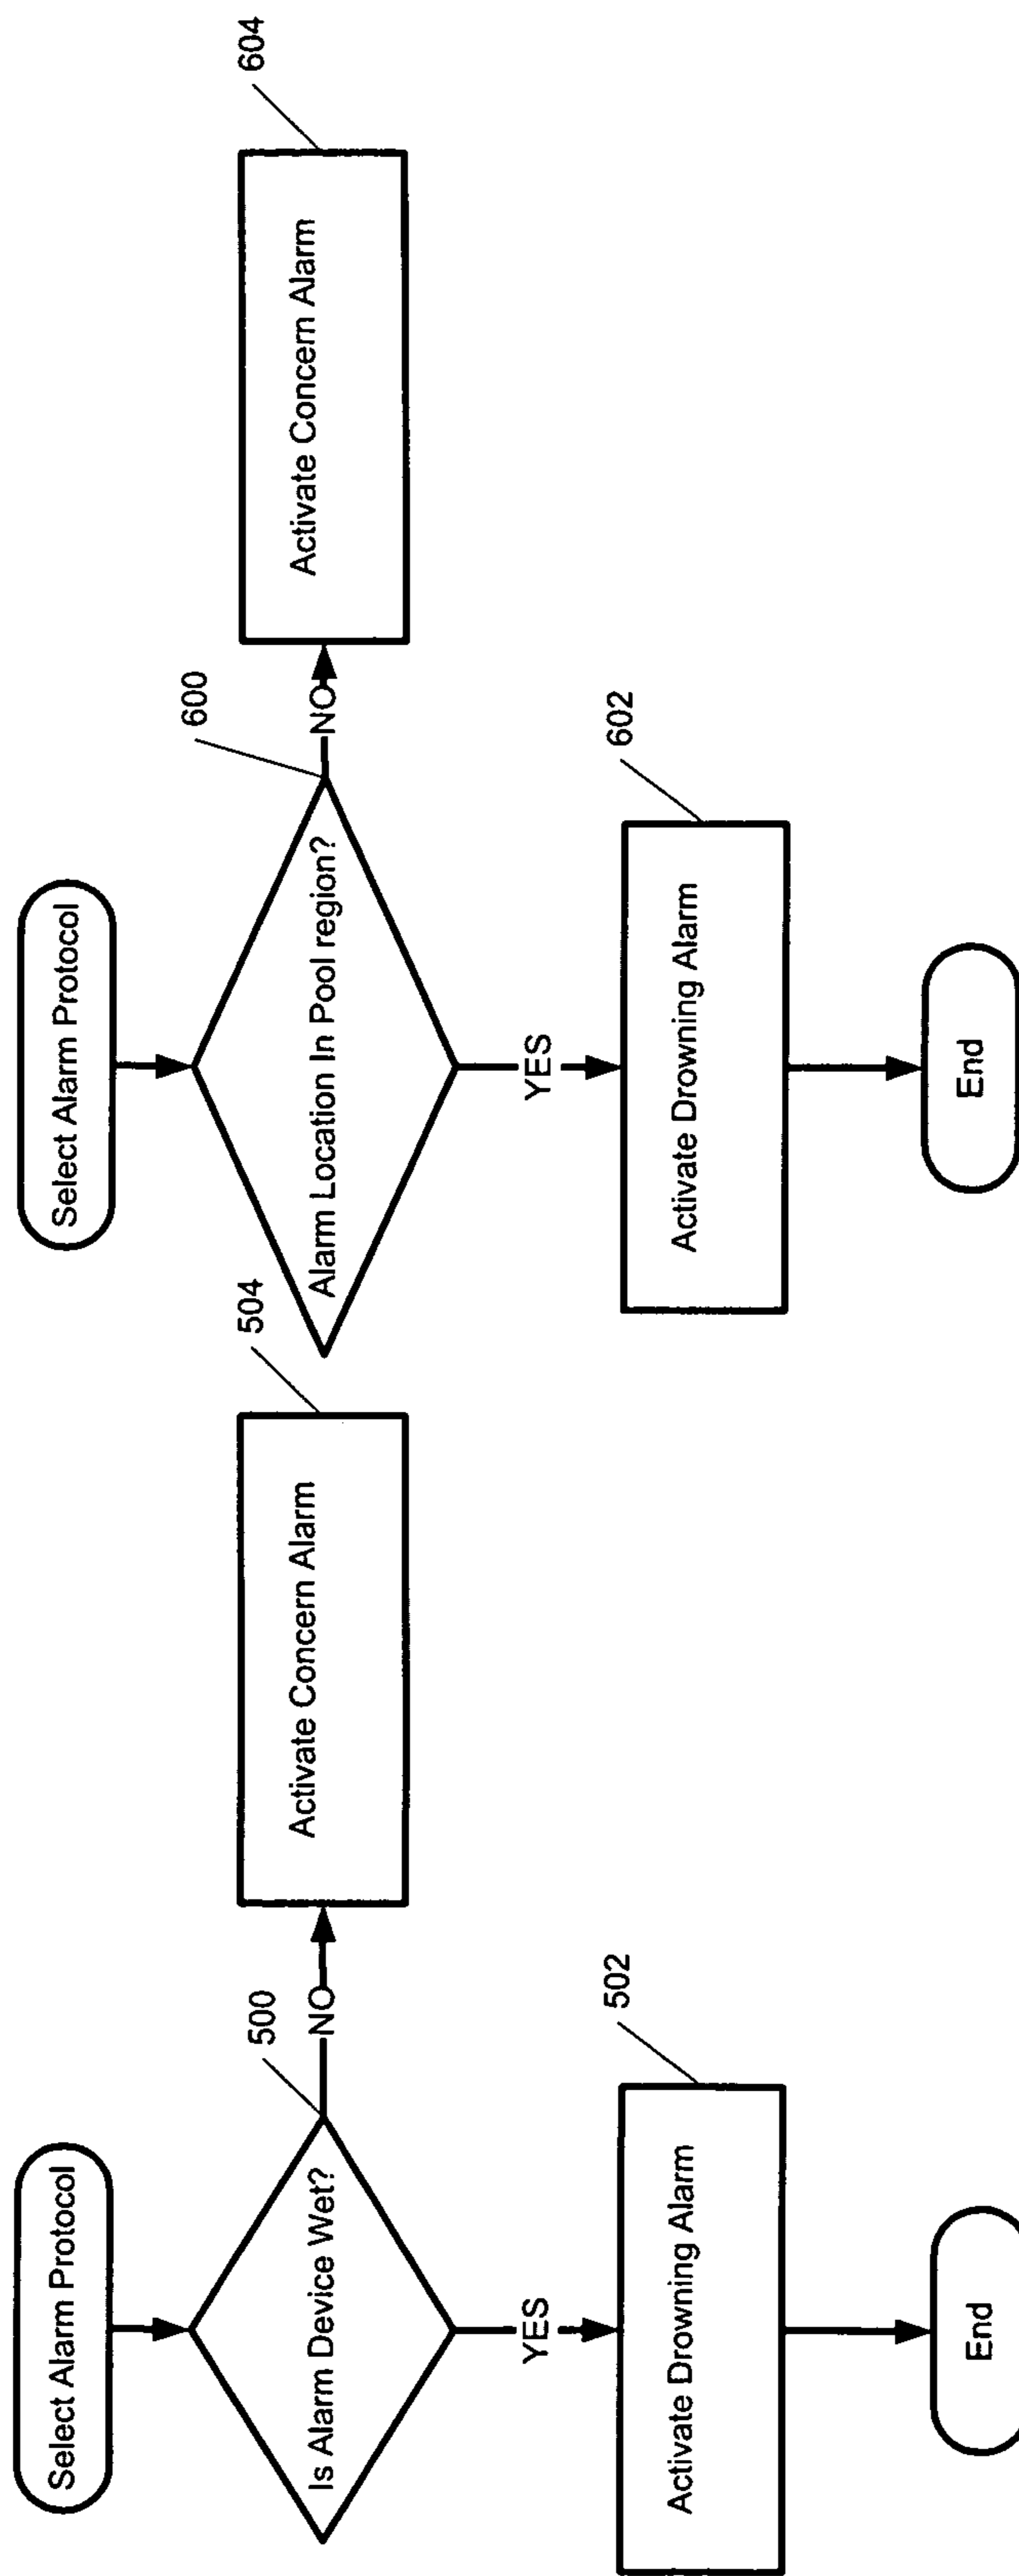 Select Alarm Protocol
Is Alarm Device Wet?
500
NO
Activate Concern Alarm
504
YES
Activate Drowning Alarm
502
End
Select Alarm Protocol
Alarm Location In Pool region?
600
NO
Activate Concern Alarm
604
YES
Activate Drowning Alarm
602
End